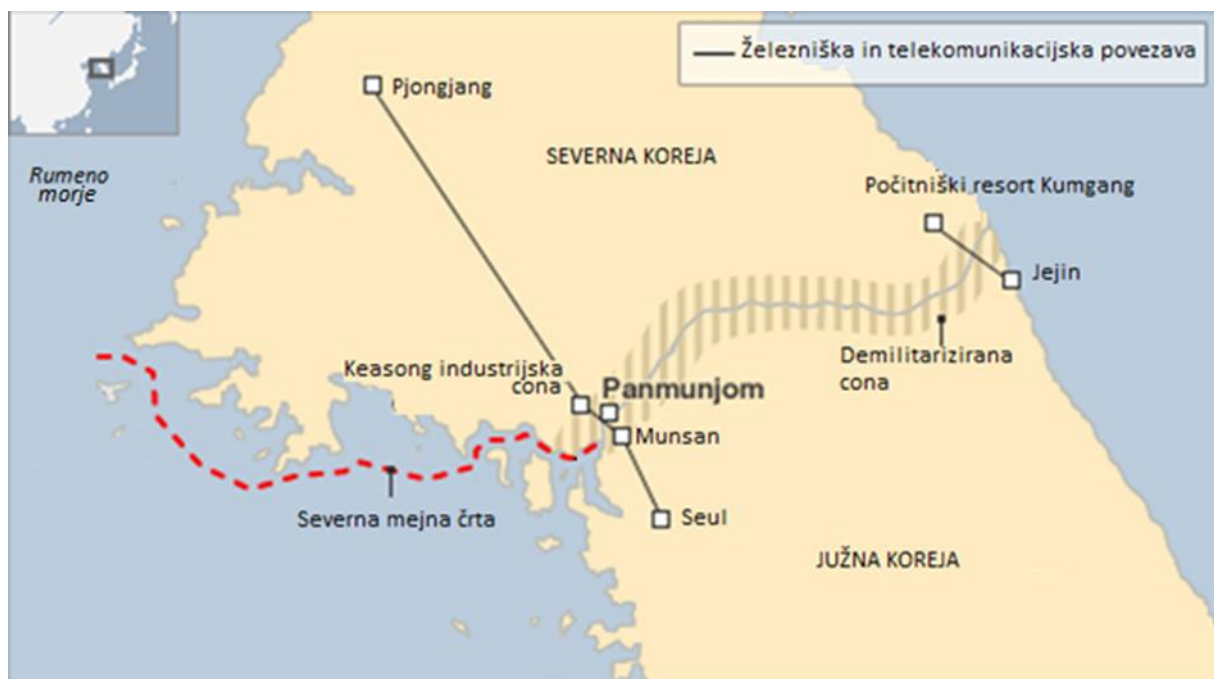 Železniška in telekomunikacijska povezava
Pjongjang
SEVERNA KOREJA
Rumeno
morje
Počitniški resort Kumgang
Jejin
Demilitarizirana
cona
Keasong industrijska
cona
Panmunjom
Munsan
Severna mejna črta
Seul
JUŽNA KOREJA